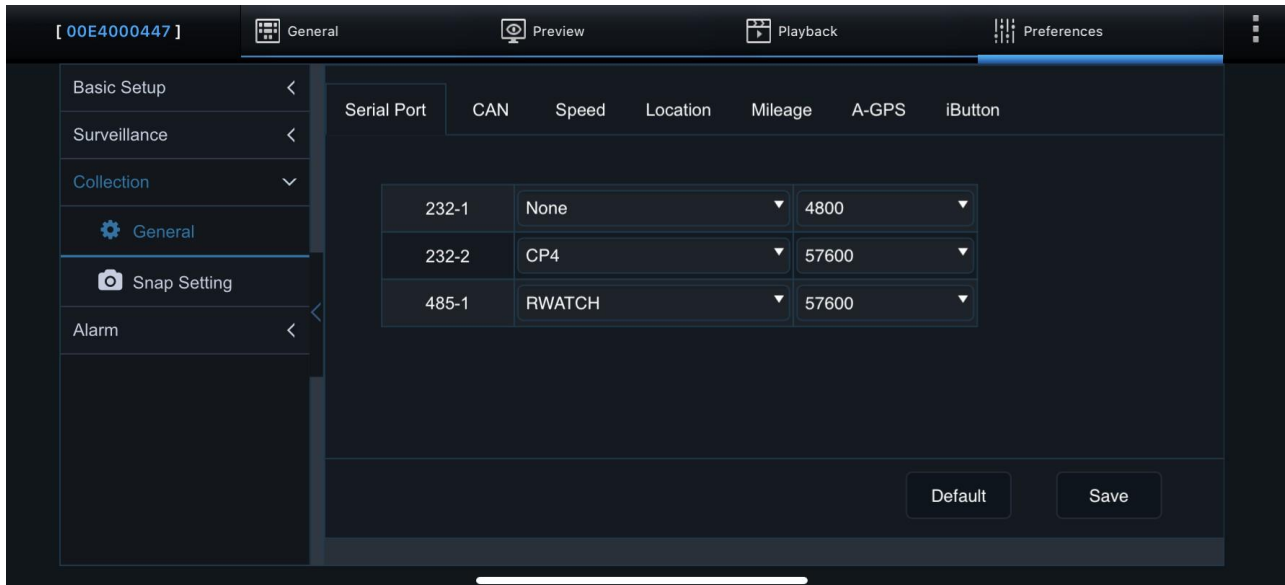 [ 00E4000447 ] General Preview Playback Preferences
Basic Setup
Surveillance
Collection
General
Snap Setting
Alarm
Serial Port CAN Speed Location Mileage A-GPS iButton
232-1 None 4800
232-2 CP4 57600
485-1 RWATCH 57600
Default Save